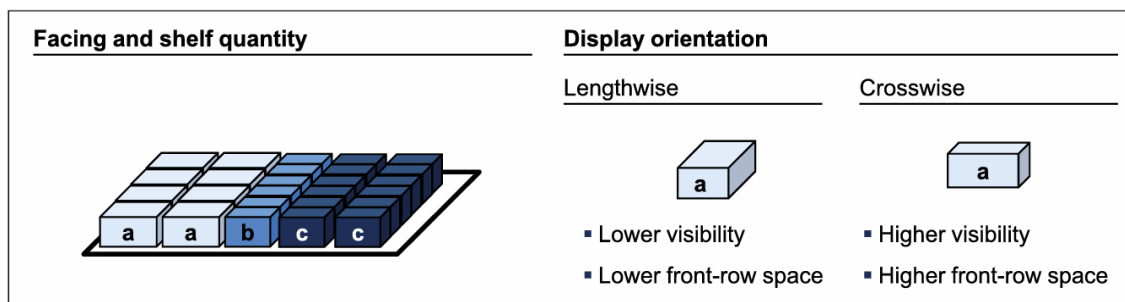 Facing and shelf quantity
a a b c c
Display orientation
Lengthwise
a
▪ Lower visibility
▪ Lower front-row space
Crosswise
a
▪ Higher visibility
▪ Higher front-row space